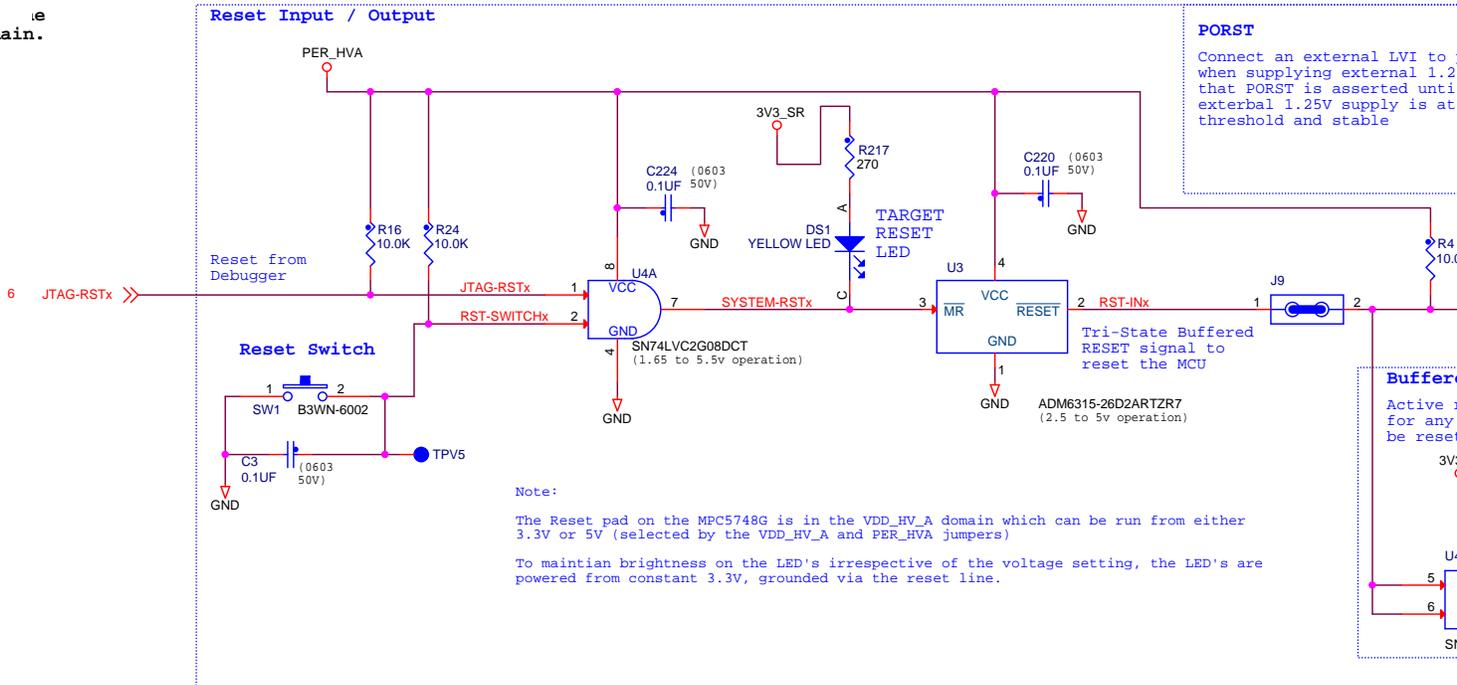 ain.
Reset Input / Output
PER_HVA
PORST
Connect an external LVI to
when supplying external 1.2
that PORST is asserted unti
exterbal 1.25V supply is at
threshold and stable
3V3_SR
R217
270
C224
0.1UF
(0603
50V)
GND
C220
0.1UF
(0603
50V)
GND
A
DS1
YELLOW LED
C
TARGET
RESET
LED
R16
10.0K
R24
10.0K
R4
10.0
Reset from
Debugger
6
JTAG-RSTx
JTAG-RSTx
RST-SWITCHx
1
2
8
VCC
U4A
GND
4
7
SN74LVC2G08DCT
(1.65 to 5.5v operation)
GND
SYSTEM-RSTx
3
U3
4
VCC
MR
RESET
GND
1
2
RST-INx
GND
ADM6315-26D2ARTZR7
(2.5 to 5v operation)
Tri-State Buffered
RESET signal to
reset the MCU
1
J9
2
Reset Switch
1
2
SW1
B3WN-6002
C3
0.1UF
(0603
50V)
TPV5
GND
Buffere
Active
for any
be reset
5
6
Note:
The Reset pad on the MPC5748G is in the VDD_HV_A domain which can be run from either
3.3V or 5V (selected by the VDD_HV_A and PER_HVA jumpers)
To maintian brightness on the LED's irrespective of the voltage setting, the LED's are
powered from constant 3.3V, grounded via the reset line.